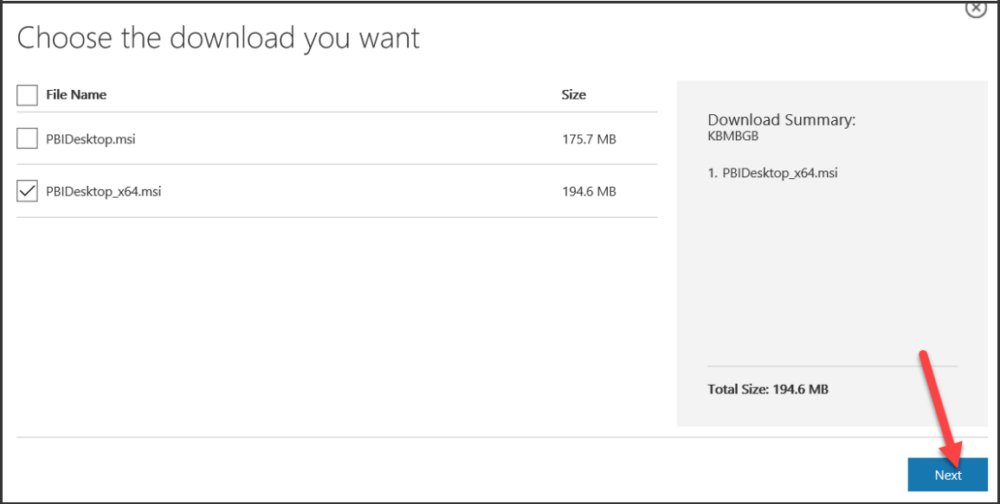 Choose the download you want
File Name Size
PBIDesktop.msi 175.7 MB
PBIDesktop_x64.msi 194.6 MB
Download Summary:
KBMBGB
1. PBIDesktop_x64.msi
Total Size: 194.6 MB
Next